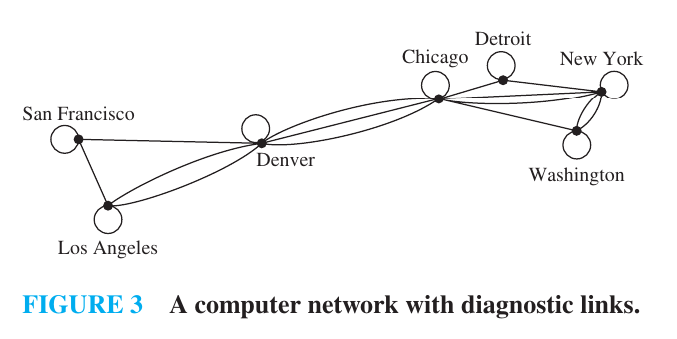 Detroit
Chicago
New York
San Francisco
Denver
Washington
Los Angeles
FIGURE 3 A computer network with diagnostic links.